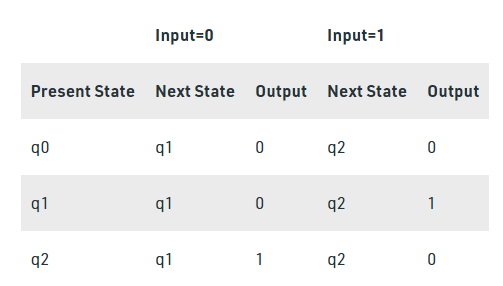 Input=0 Input=1
Present State Next State Output Next State Output
q0 q1 0 q2 0
q1 q1 0 q2 1
q2 q1 1 q2 0